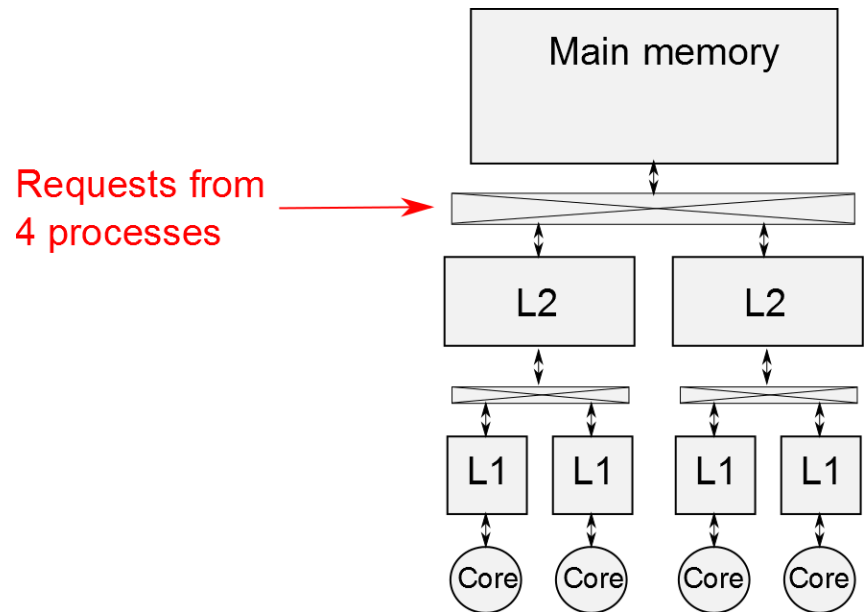 Main memory
Requests from
4 processes
L2
L2
L1
L1
L1
L1
Core
Core
Core
Core